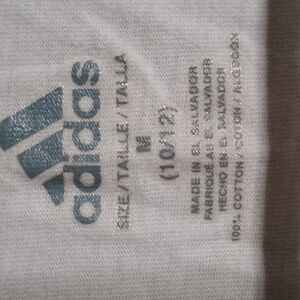 adidas
SIZE / TAILLE / TALLA
M
(10/12)
MADE IN EL SALVADOR
FABRIQUÉ AU EL SALVADOR
HECHO EN EL SALVADOR
100% COTTON / COTON / ALGODÓN